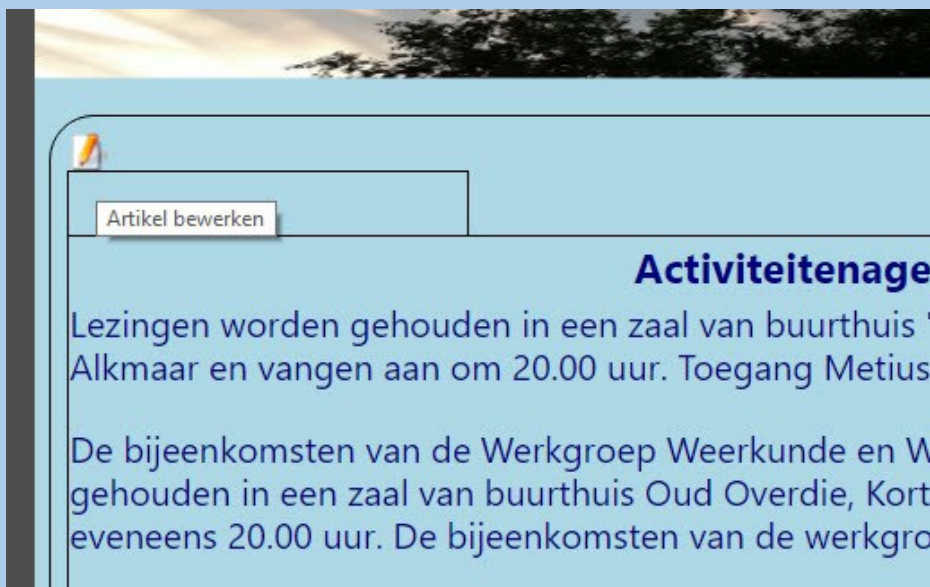 Artikel bewerken
Activiteitenage
Lezingen worden gehouden in een zaal van buurthuis '
Alkmaar en vangen aan om 20.00 uur. Toegang Metius
De bijeenkomsten van de Werkgroep Weerkunde en W
gehouden in een zaal van buurthuis Oud Overdie, Kort
eveneens 20.00 uur. De bijeenkomsten van de werkgro